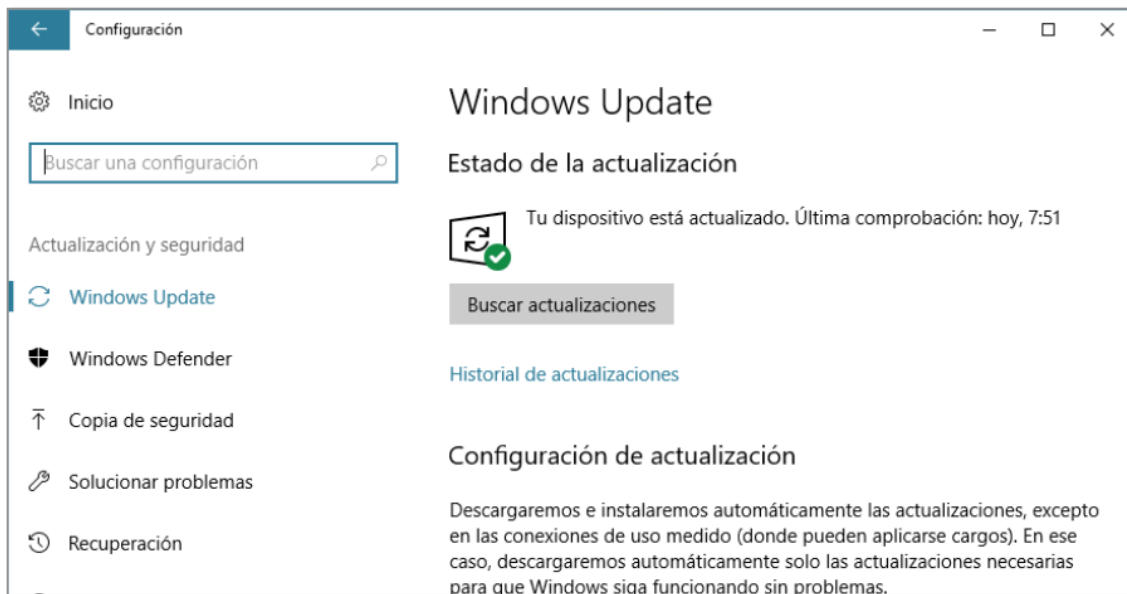 Configuración
Inicio
Buscar una configuración
Actualización y seguridad
Windows Update
Windows Defender
Copia de seguridad
Solucionar problemas
Recuperación
Windows Update
Estado de la actualización
Tu dispositivo está actualizado. Última comprobación: hoy, 7:51
Buscar actualizaciones
Historial de actualizaciones
Configuración de actualización
Descargaremos e instalaremos automáticamente las actualizaciones, excepto
en las conexiones de uso medido (donde pueden aplicarse cargos). En ese
caso, descargaremos automáticamente solo las actualizaciones necesarias
para que Windows siga funcionando sin problemas.